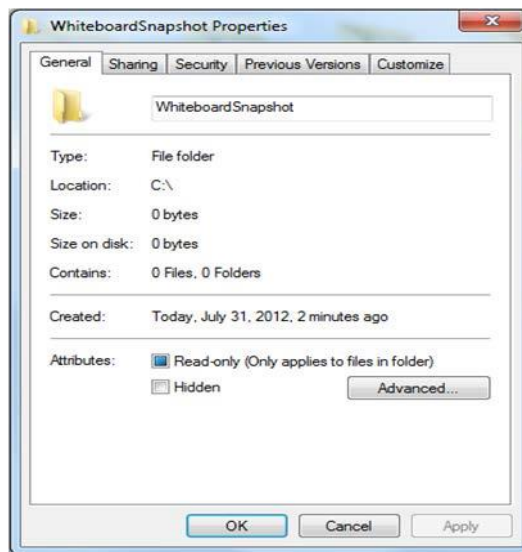 WhiteboardSnapshot Properties
General Sharing Security Previous Versions Customize
WhiteboardSnapshot
Type: File folder
Location: C:\
Size: 0 bytes
Size on disk: 0 bytes
Contains: 0 Files, 0 Folders
Created: Today, July 31, 2012, 2 minutes ago
Attributes: Read-only (Only applies to files in folder)
Hidden Advanced...
OK Cancel Apply